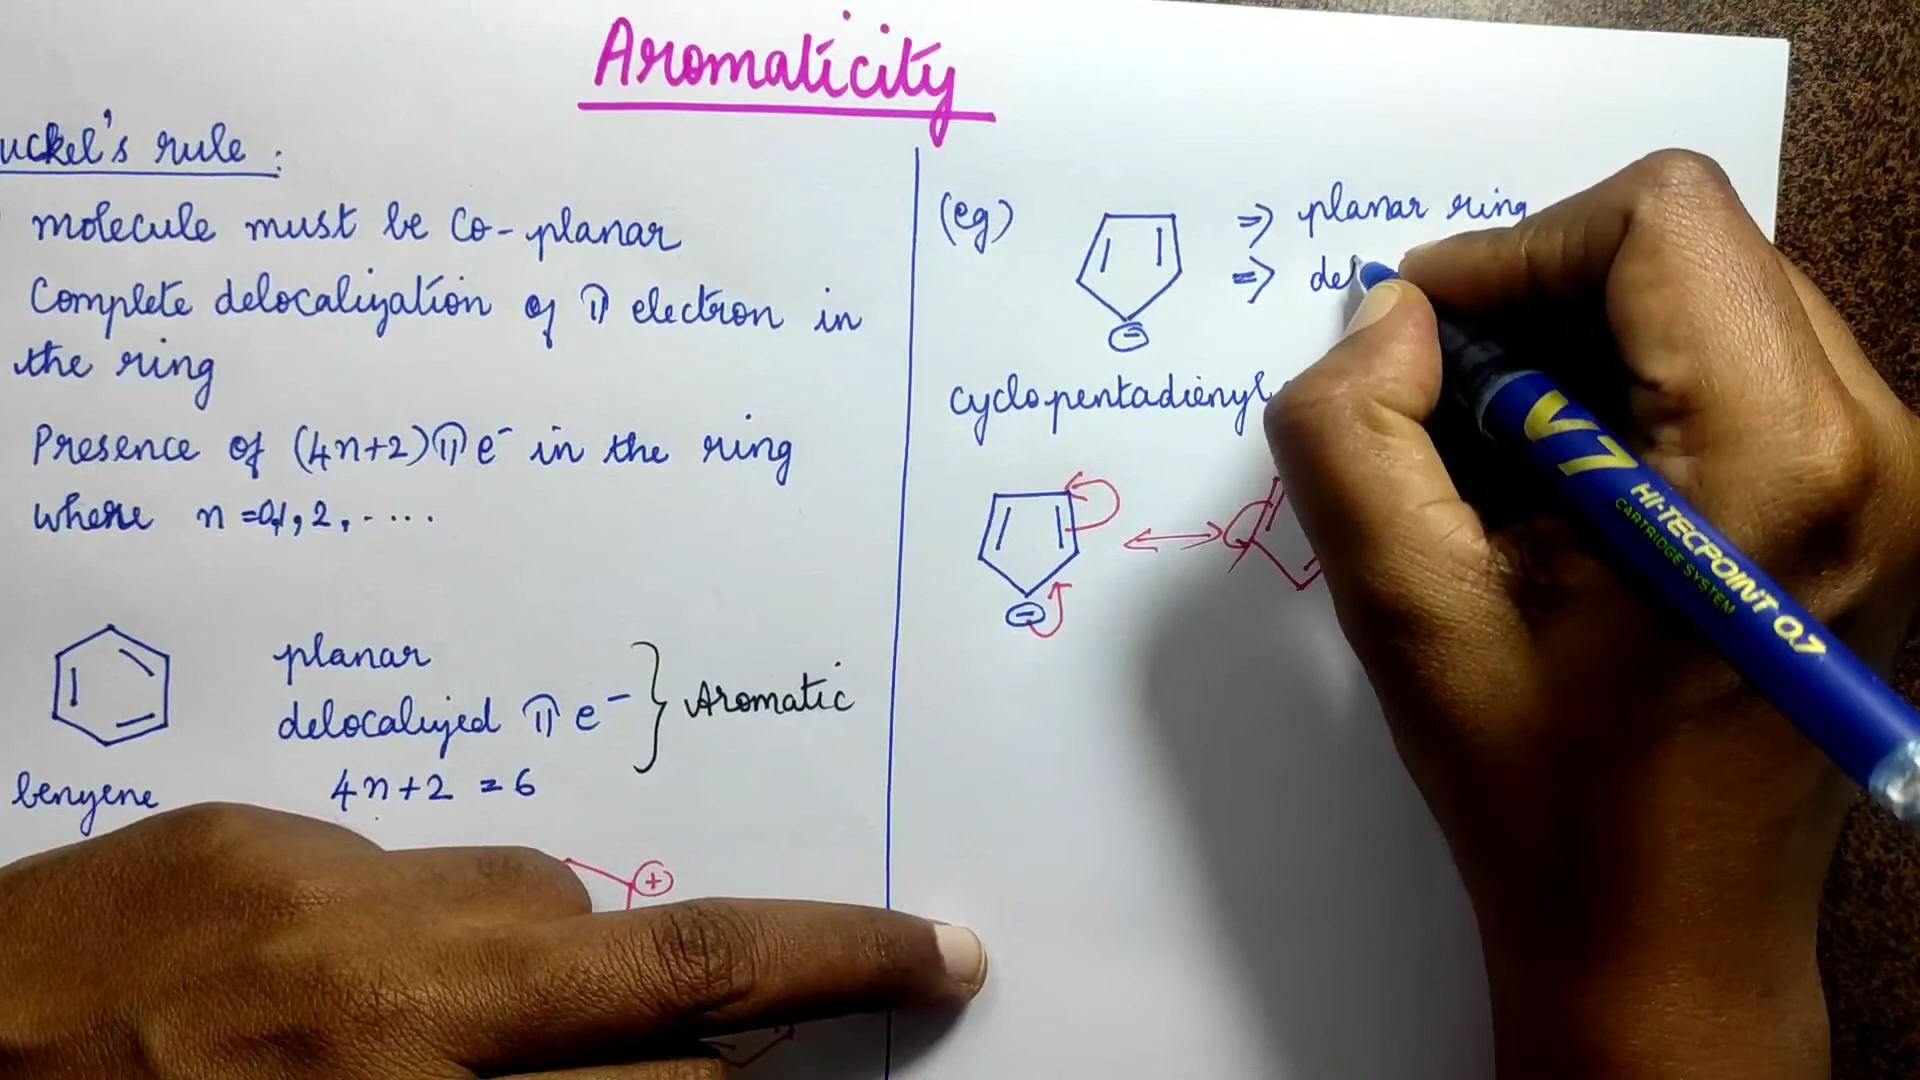 Aromaticity
uckel's rule :
molecule must be Co-planar
Complete delocalization of π electron in
the ring
Presence of (4n+2)πe⁻ in the ring
where n = 0,1,2,....
planar
delocalized π e⁻ } Aromatic
4n+2 = 6
benzene
+
(eg)
⇒ planar ring
⇒ del
-
cyclopentadienyl
-
V7
HI-TECPOINT 0.7
CARTRIDGE SYSTEM